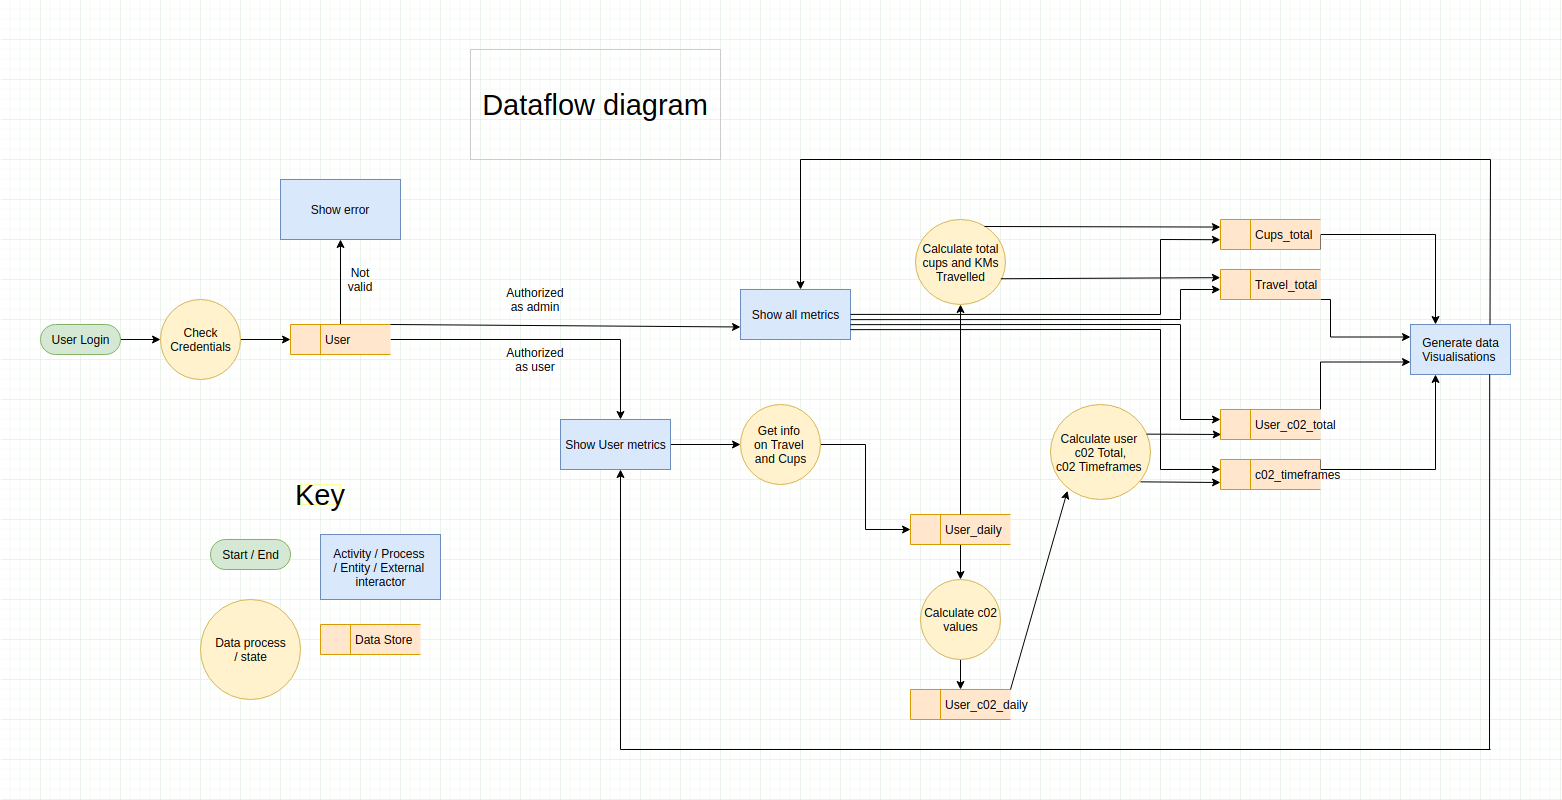 Dataflow diagram
Show error
Not
valid
User Login
Check
Credentials
User
Authorized
as admin
Authorized
as user
Show all metrics
Calculate total
cups and KMs
Travelled
Cups_total
Travel_total
Generate data
Visualisations
Show User metrics
Get info
on Travel
and Cups
Calculate user
c02 Total,
c02 Timeframes
User_c02_total
c02_timeframes
User_daily
Calculate c02
values
User_c02_daily
Key
Start / End
Activity / Process
/ Entity / External
interactor
Data process
/ state
Data Store